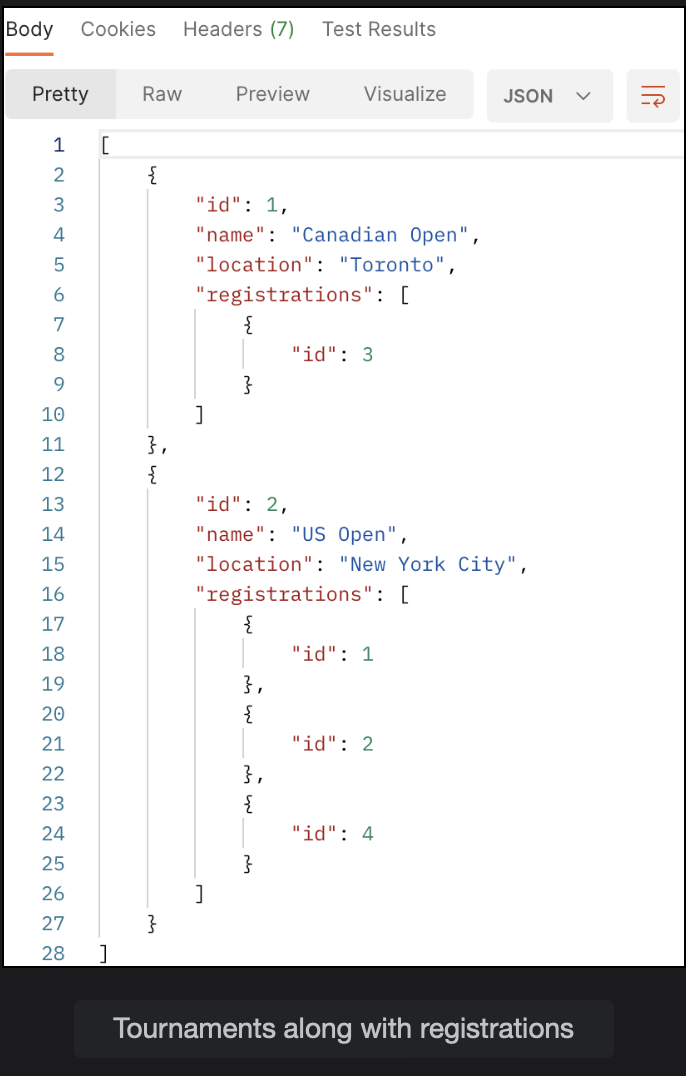 Body Cookies Headers (7) Test Results
Pretty Raw Preview Visualize JSON
1 [
2 {
3 "id": 1,
4 "name": "Canadian Open",
5 "location": "Toronto",
6 "registrations": [
7 {
8 "id": 3
9 }
10 ]
11 },
12 {
13 "id": 2,
14 "name": "US Open",
15 "location": "New York City",
16 "registrations": [
17 {
18 "id": 1
19 },
20 {
21 "id": 2
22 },
23 {
24 "id": 4
25 }
26 ]
27 }
28 ]
Tournaments along with registrations